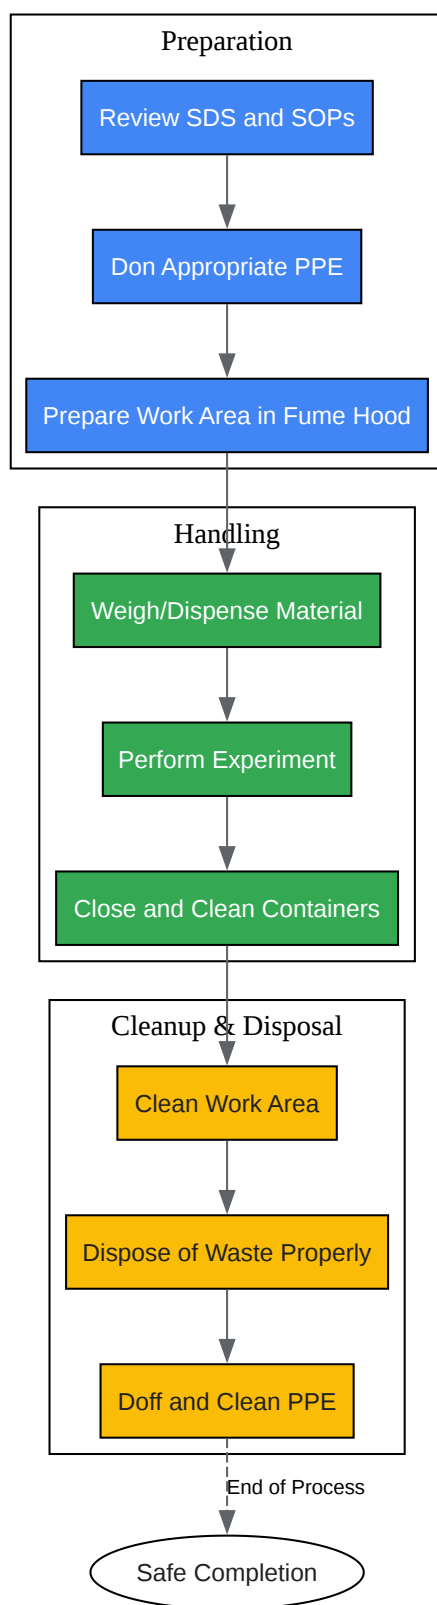 Preparation
Review SDS and SOPs
Don Appropriate PPE
Prepare Work Area in Fume Hood
Handling
Weigh/Dispense Material
Perform Experiment
Close and Clean Containers
Cleanup & Disposal
Clean Work Area
Dispose of Waste Properly
Doff and Clean PPE
End of Process
Safe Completion